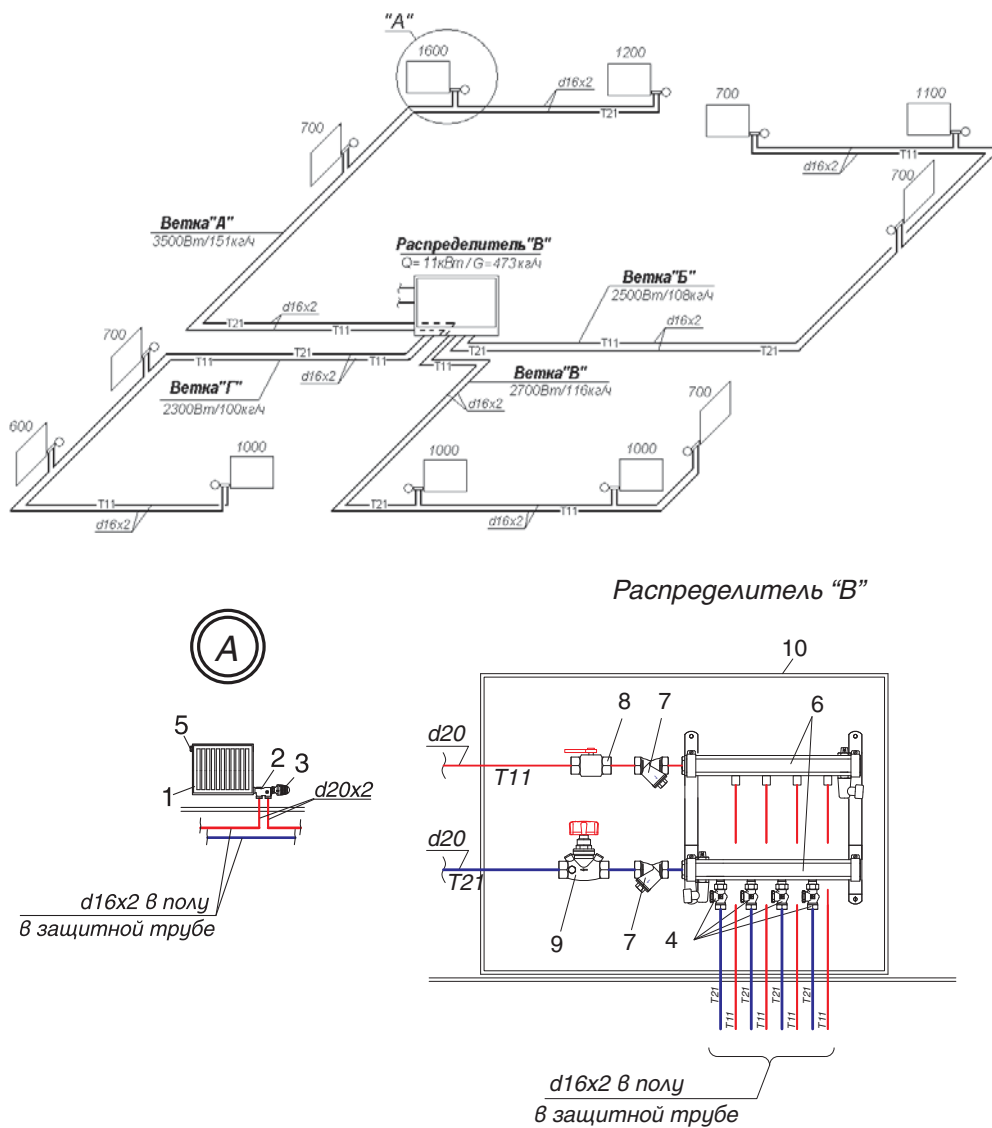 "А"
1600
1200
d16x2
T21
700
1100
d16x2
T11
700
700
Ветка"А"
3500Вт/151кг/ч
Распределитель"В"
Q= 11кВт / G=473кг/ч
Ветка"Б"
2500Вт/108кг/ч
d16x2
T21
T11
d16x2
T21
T11
T21
700
T11
T21
T11
d16x2
T11
Ветка"Г"
2300Вт/100кг/ч
Ветка"В"
2700Вт/116кг/ч
d16x2
700
600
1000
1000
1000
T11
d16x2
T21
T11
d16x2
Распределитель “В”
А
10
5
2
3
1
d20x2
d16x2 в полу
в защитной трубе
d20
T11
8
7
6
d20
T21
9
7
4
T21
T11
T21
T11
T21
T11
T21
T11
d16x2 в полу
в защитной трубе